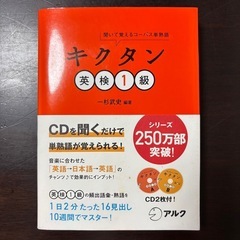 聞いて覚えるコーパス単熟語
キクタン
英検1級
一杉武史 編著
CDを聞くだけで
単熟語が覚えられる!
音楽に合わせた
「英語→日本語→英語」の
チャンツ♪で効果的にインプット!
英検1級の頻出語彙・熟語を
1日2分たった16見出し
10週間でマスター!
シリーズ
250万部
突破!
CD2枚付き!
アルク